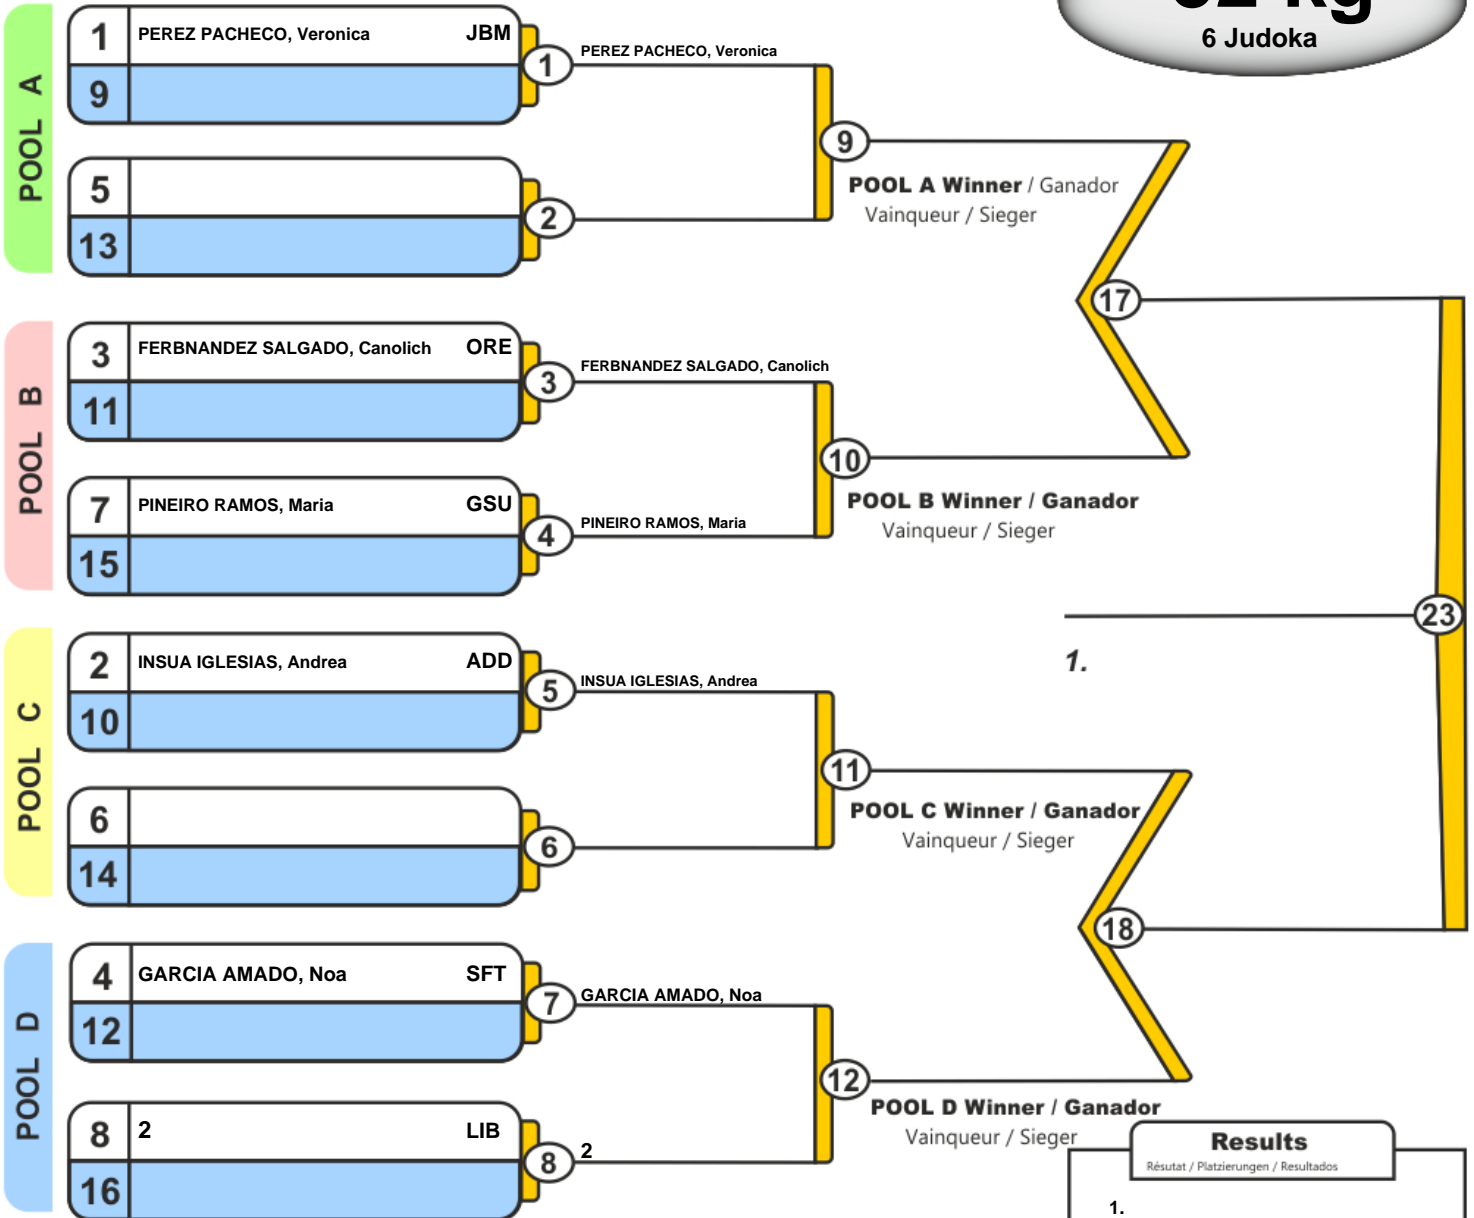 kg
6 Judoka
POOL A
1 PEREZ PACHECO, Veronica JBM
9
1
PEREZ PACHECO, Veronica
5
13
2
9
POOL A Winner / Ganador
Vainqueur / Sieger
17
POOL B
3 FERBNANDEZ SALGADO, Canolich ORE
11
3
FERBNANDEZ SALGADO, Canolich
7 PINEIRO RAMOS, Maria GSU
15
4
PINEIRO RAMOS, Maria
10
POOL B Winner / Ganador
Vainqueur / Sieger
23
1.
POOL C
2 INSUA IGLESIAS, Andrea ADD
10
5
INSUA IGLESIAS, Andrea
6
14
6
11
POOL C Winner / Ganador
Vainqueur / Sieger
18
POOL D
4 GARCIA AMADO, Noa SFT
12
7
GARCIA AMADO, Noa
8 2 LIB
16
8
2
12
POOL D Winner / Ganador
Vainqueur / Sieger
Results
Résutat / Platzierungen / Resultados
1.